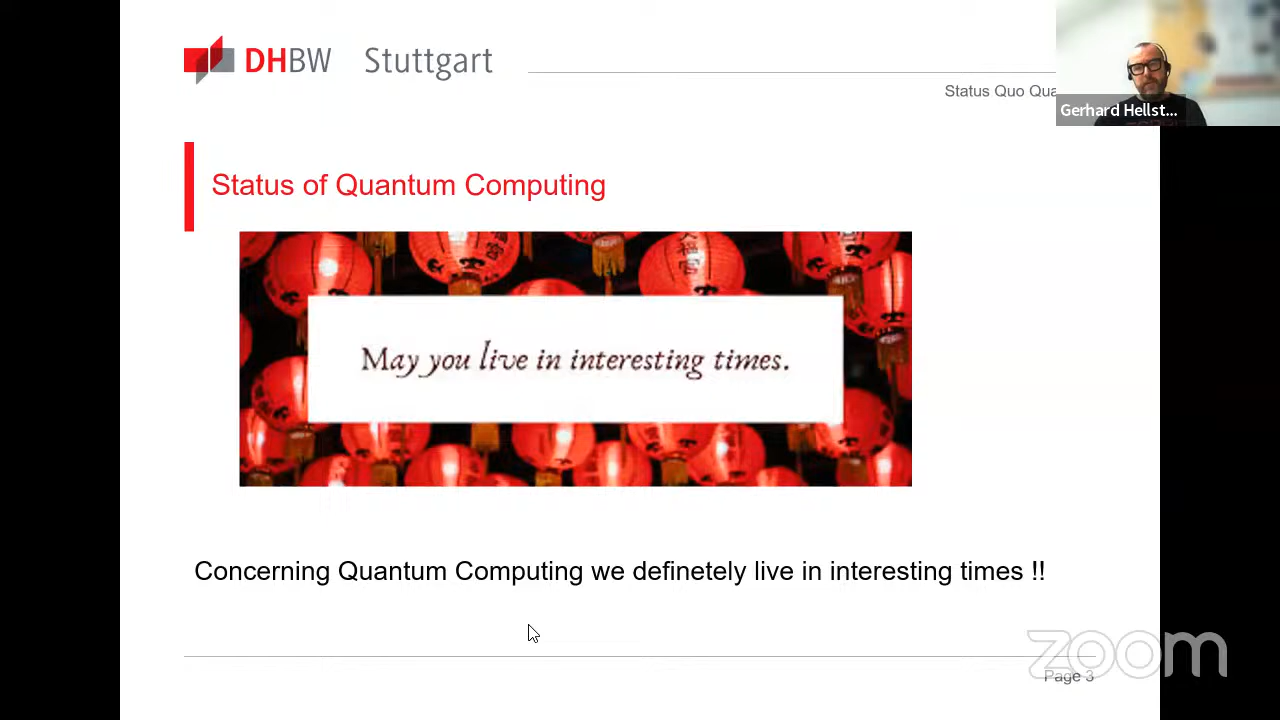 DHBW Stuttgart
Status Quo Qua
Gerhard Hellst...
Status of Quantum Computing
May you live in interesting times.
Concerning Quantum Computing we definetely live in interesting times !!
zoom
Page 3